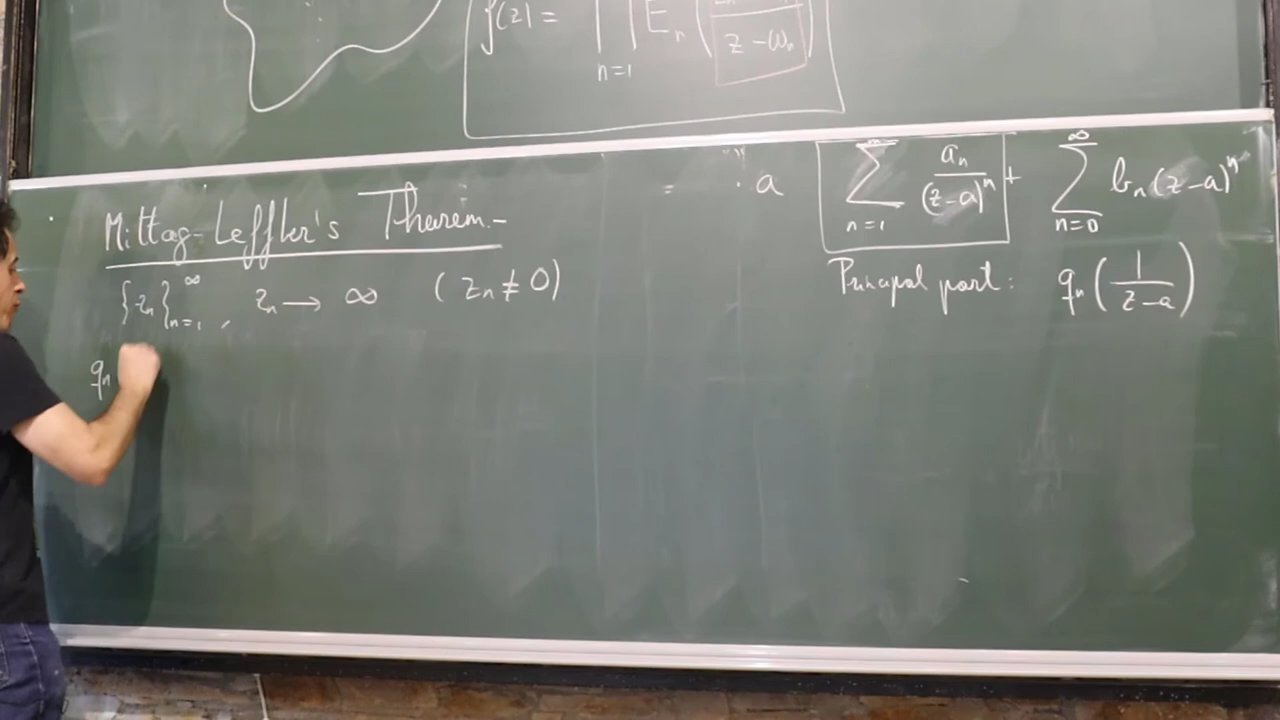 f(z) = ∏_{n=1} E_n ( / z - ω_n )
Mittag-Leffler's Theorem.-
{z_n}_{n=1}^∞, z_n → ∞ (z_n ≠ 0)
q_n
= · a ∑_{n=1}^∞ a_n/(z-a)^n + ∑_{n=0}^∞ b_n (z-a)^n
Principal part: q_n (1/(z-a))